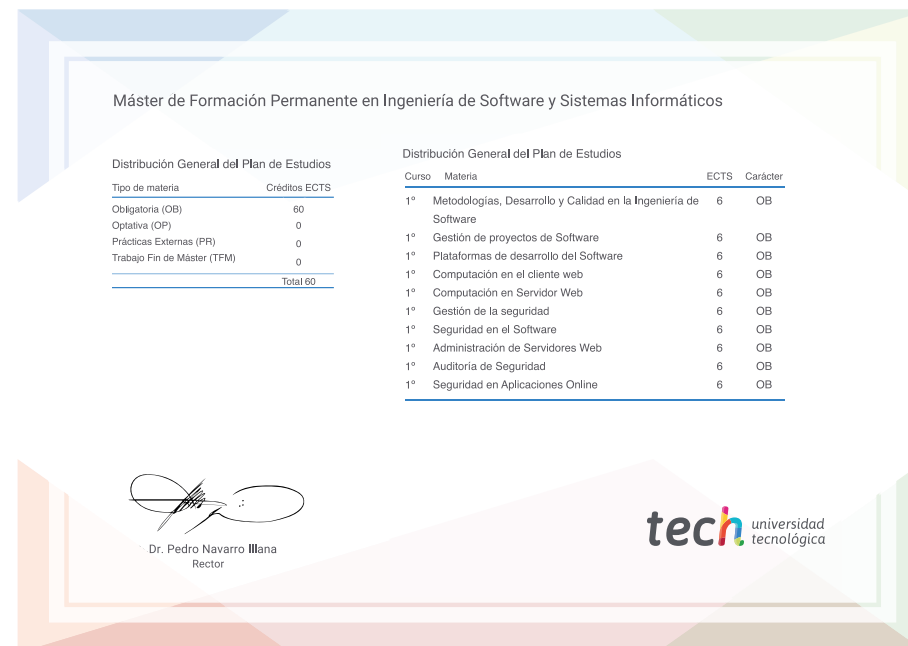 Máster de Formación Permanente en Ingeniería de Software y Sistemas Informáticos
Distribución General del Plan de Estudios
Tipo de materia Créditos ECTS
Obligatoria (OB) 60
Optativa (OP) 0
Prácticas Externas (PR) 0
Trabajo Fin de Máster (TFM) 0
Total 60
Distribución General del Plan de Estudios
Curso Materia ECTS Carácter
1º Metodologías, Desarrollo y Calidad en la Ingeniería de 6 OB
Software
1º Gestión de proyectos de Software 6 OB
1º Plataformas de desarrollo del Software 6 OB
1º Computación en el cliente web 6 OB
1º Computación en Servidor Web 6 OB
1º Gestión de la seguridad 6 OB
1º Seguridad en el Software 6 OB
1º Administración de Servidores Web 6 OB
1º Auditoría de Seguridad 6 OB
1º Seguridad en Aplicaciones Online 6 OB
Dr. Pedro Navarro Illana
Rector
tech universidad
tecnológica